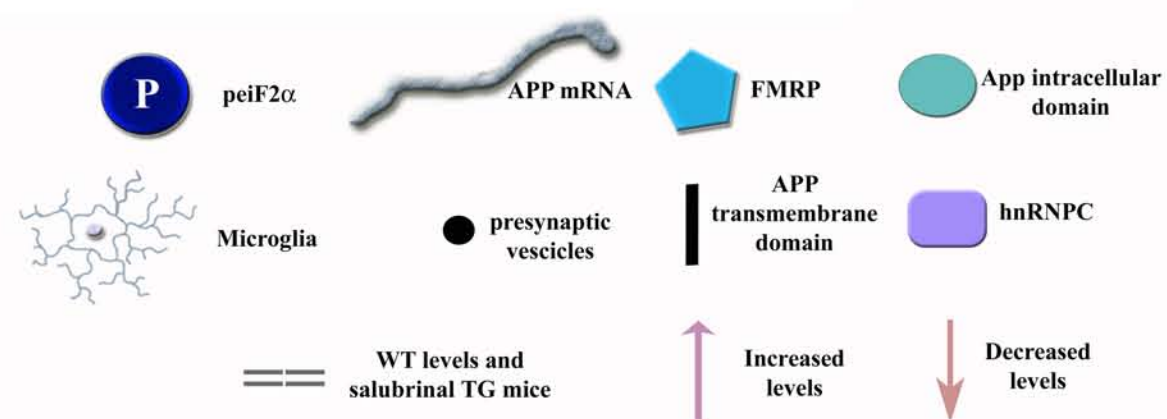 P
peiF2α
APP mRNA
FMRP
App intracellular
domain
Microglia
presynaptic
vescicles
APP
transmembrane
domain
hnRNPC
WT levels and
salubrinal TG mice
Increased
levels
Decreased
levels